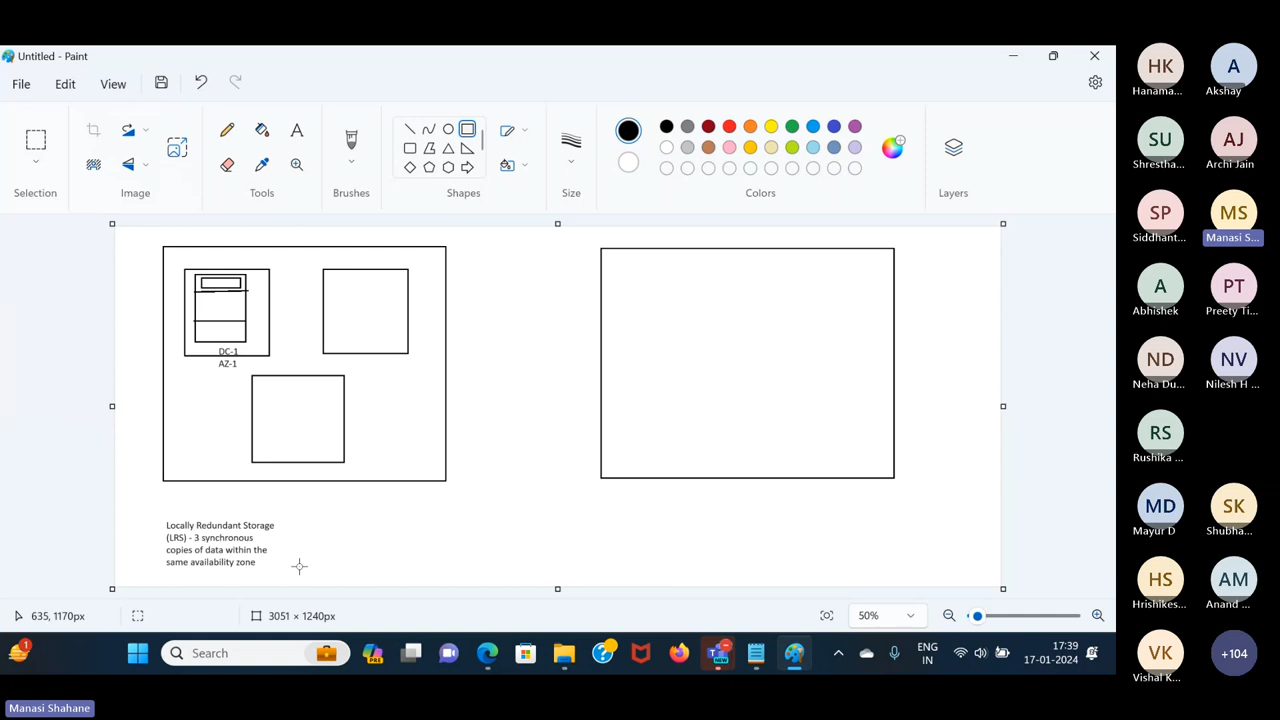 Untitled - Paint
File
Edit
View
Selection
Image
Tools
Brushes
Shapes
Size
Colors
Layers
DC-1
AZ-1
Locally Redundant Storage
(LRS) - 3 synchronous
copies of data within the
same availability zone
635, 1170px
3051 × 1240px
50%
1
Search
PRE
NEW
ENG
IN
17:39
17-01-2024
Manasi Shahane
HK
Hanama...
A
Akshay
SU
Shrestha...
AJ
Archi Jain
SP
Siddhant...
MS
Manasi S...
A
Abhishek
PT
Preety Ti...
ND
Neha Du...
NV
Nilesh H ...
RS
Rushika ...
MD
Mayur D
SK
Shubha...
HS
Hrishikes...
AM
Anand ...
VK
Vishal K...
+104